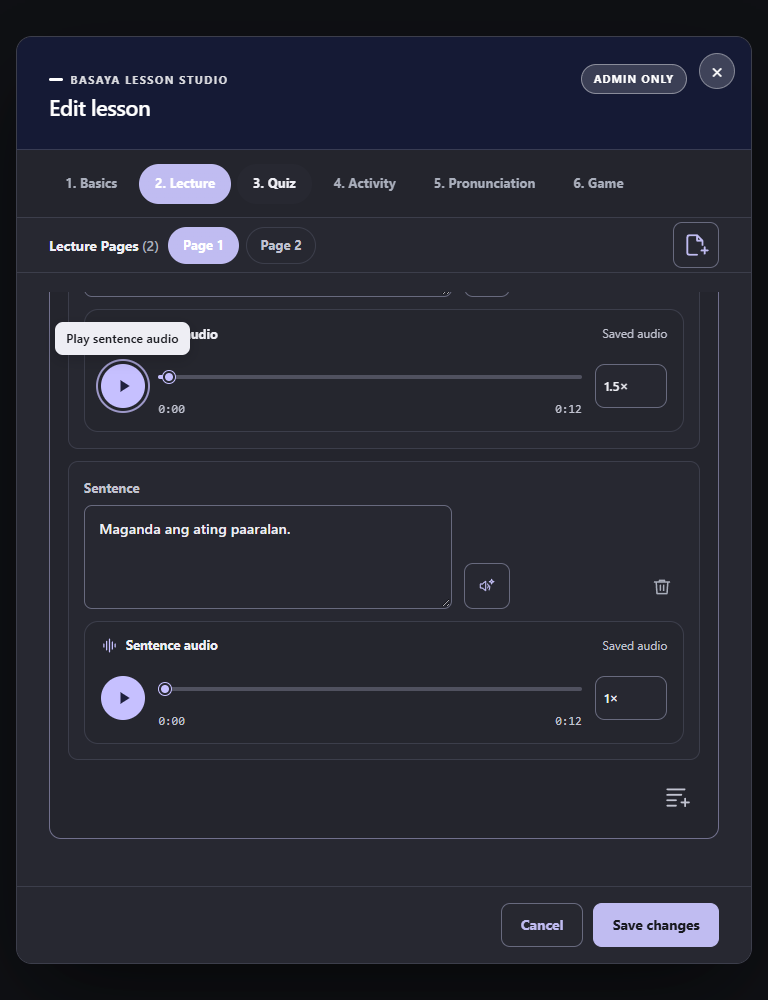 BASAYA LESSON STUDIO
Edit lesson
ADMIN ONLY
1. Basics
2. Lecture
3. Quiz
4. Activity
5. Pronunciation
6. Game
Lecture Pages (2)
Page 1
Page 2
Play sentence audio
udio
Saved audio
0:00
0:12
1.5×
Sentence
Maganda ang ating paaralan.
Sentence audio
Saved audio
0:00
0:12
1×
Cancel
Save changes